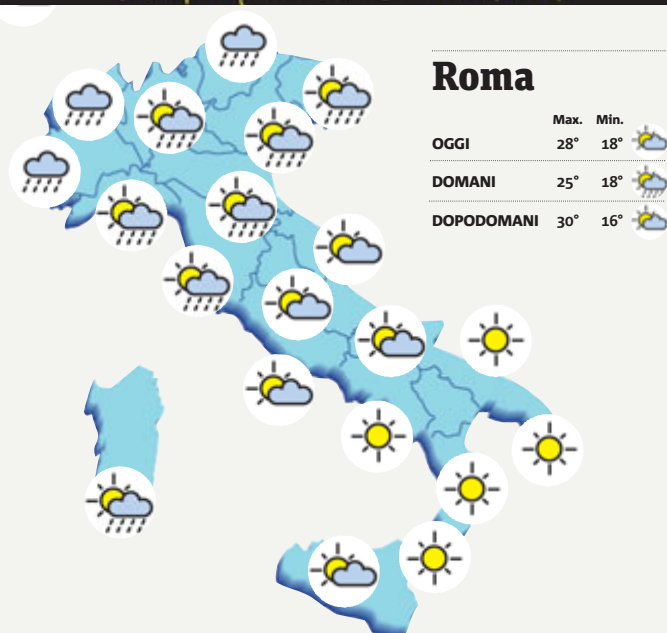 Roma
Max. Min.
OGGI 28° 18°
DOMANI 25° 18°
DOPODOMANI 30° 16°